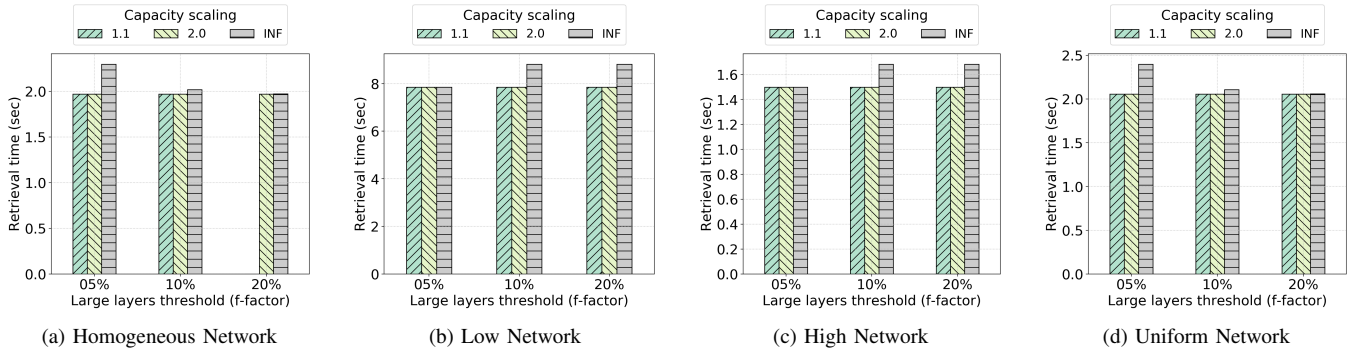 Capacity scaling
1.1 2.0 INF
Retrieval time (sec)
2.0
1.5
1.0
0.5
0.0
05% 10% 20%
Large layers threshold (f-factor)
(a) Homogeneous Network
Capacity scaling
1.1 2.0 INF
Retrieval time (sec)
8
6
4
2
0
05% 10% 20%
Large layers threshold (f-factor)
(b) Low Network
Capacity scaling
1.1 2.0 INF
Retrieval time (sec)
1.6
1.4
1.2
1.0
0.8
0.6
0.4
0.2
0.0
05% 10% 20%
Large layers threshold (f-factor)
(c) High Network
Capacity scaling
1.1 2.0 INF
Retrieval time (sec)
2.5
2.0
1.5
1.0
0.5
0.0
05% 10% 20%
Large layers threshold (f-factor)
(d) Uniform Network